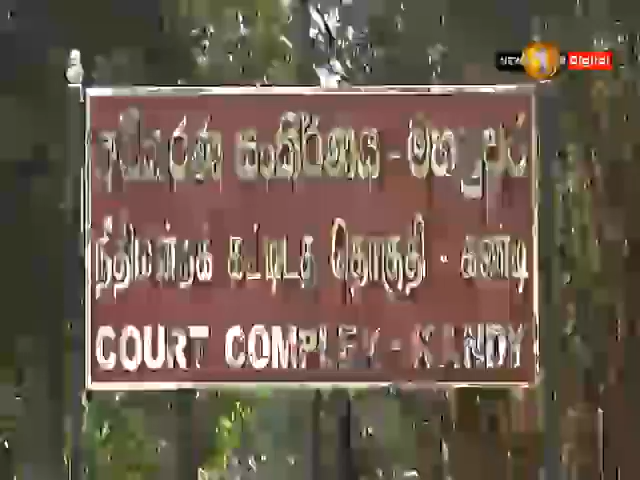 අධිකරණ සංකීර්ණය - මහනුවර
நீதிமன்றக் கட்டிடத் தொகுதி - கண்டி
COURT COMPLEX - KANDY
Digital